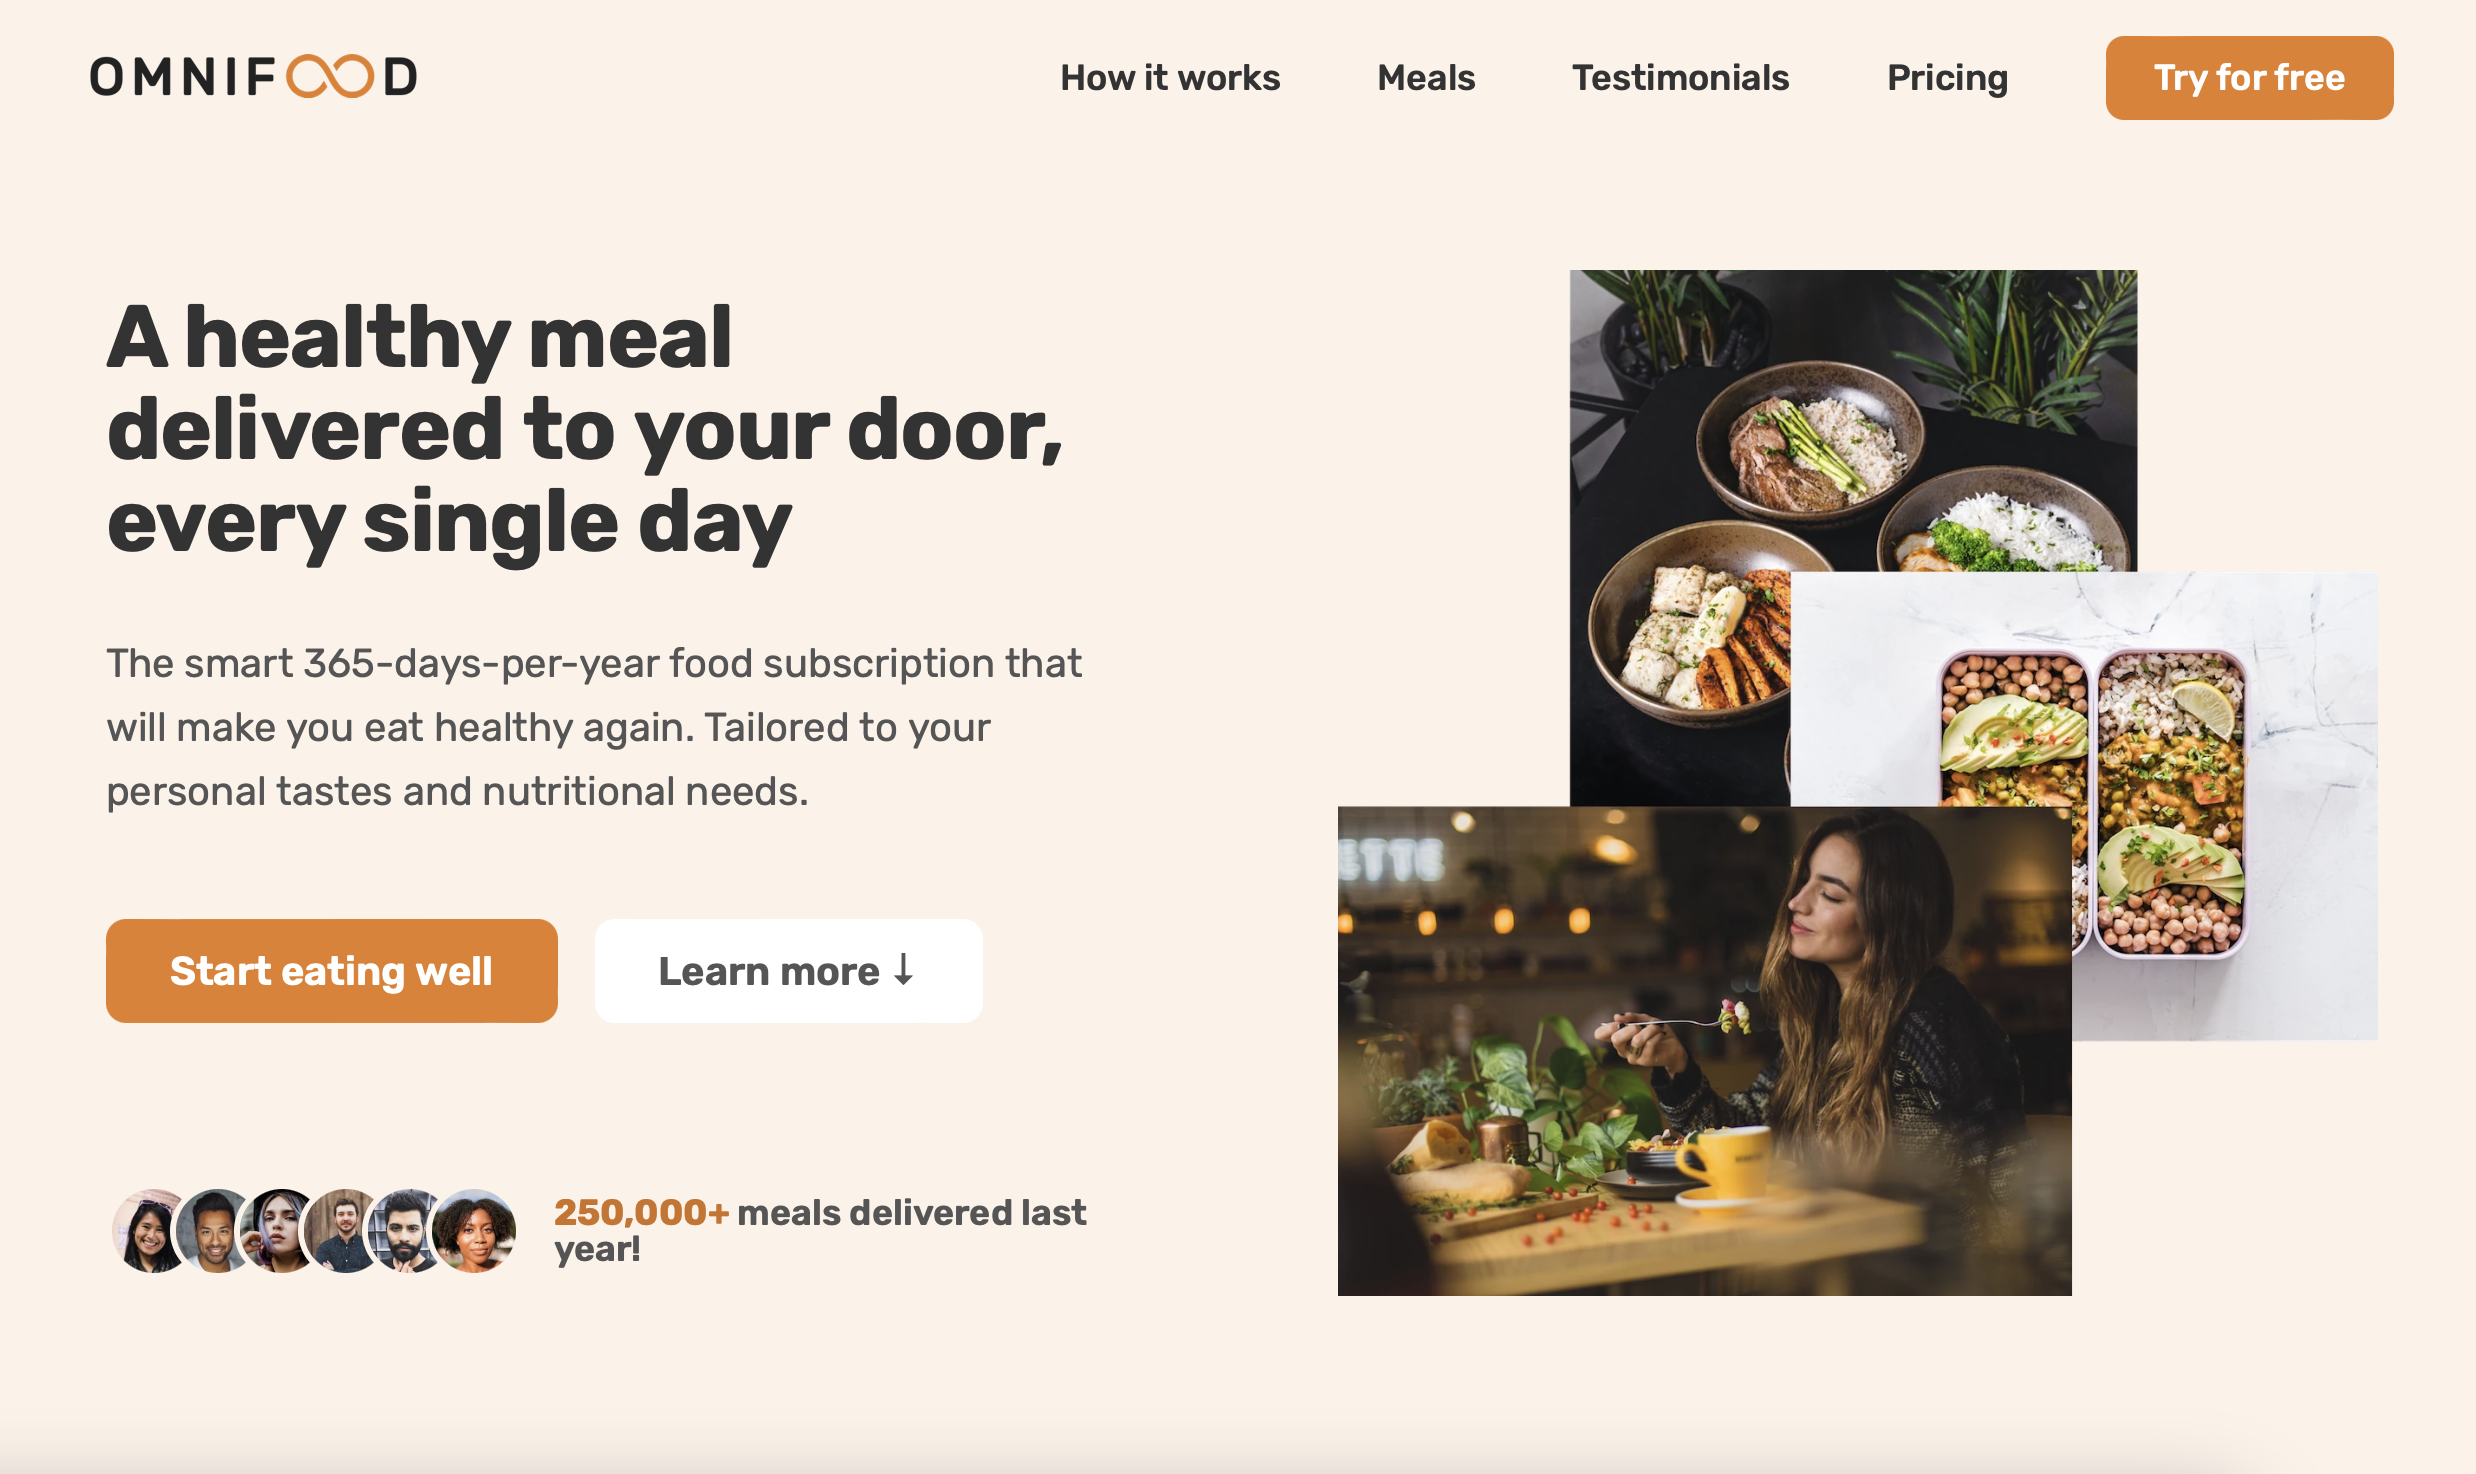 OMNIFOOD
How it works
Meals
Testimonials
Pricing
Try for free
A healthy meal
delivered to your door,
every single day
The smart 365-days-per-year food subscription that
will make you eat healthy again. Tailored to your
personal tastes and nutritional needs.
Start eating well
Learn more ↓
250,000+ meals delivered last
year!
ETTE